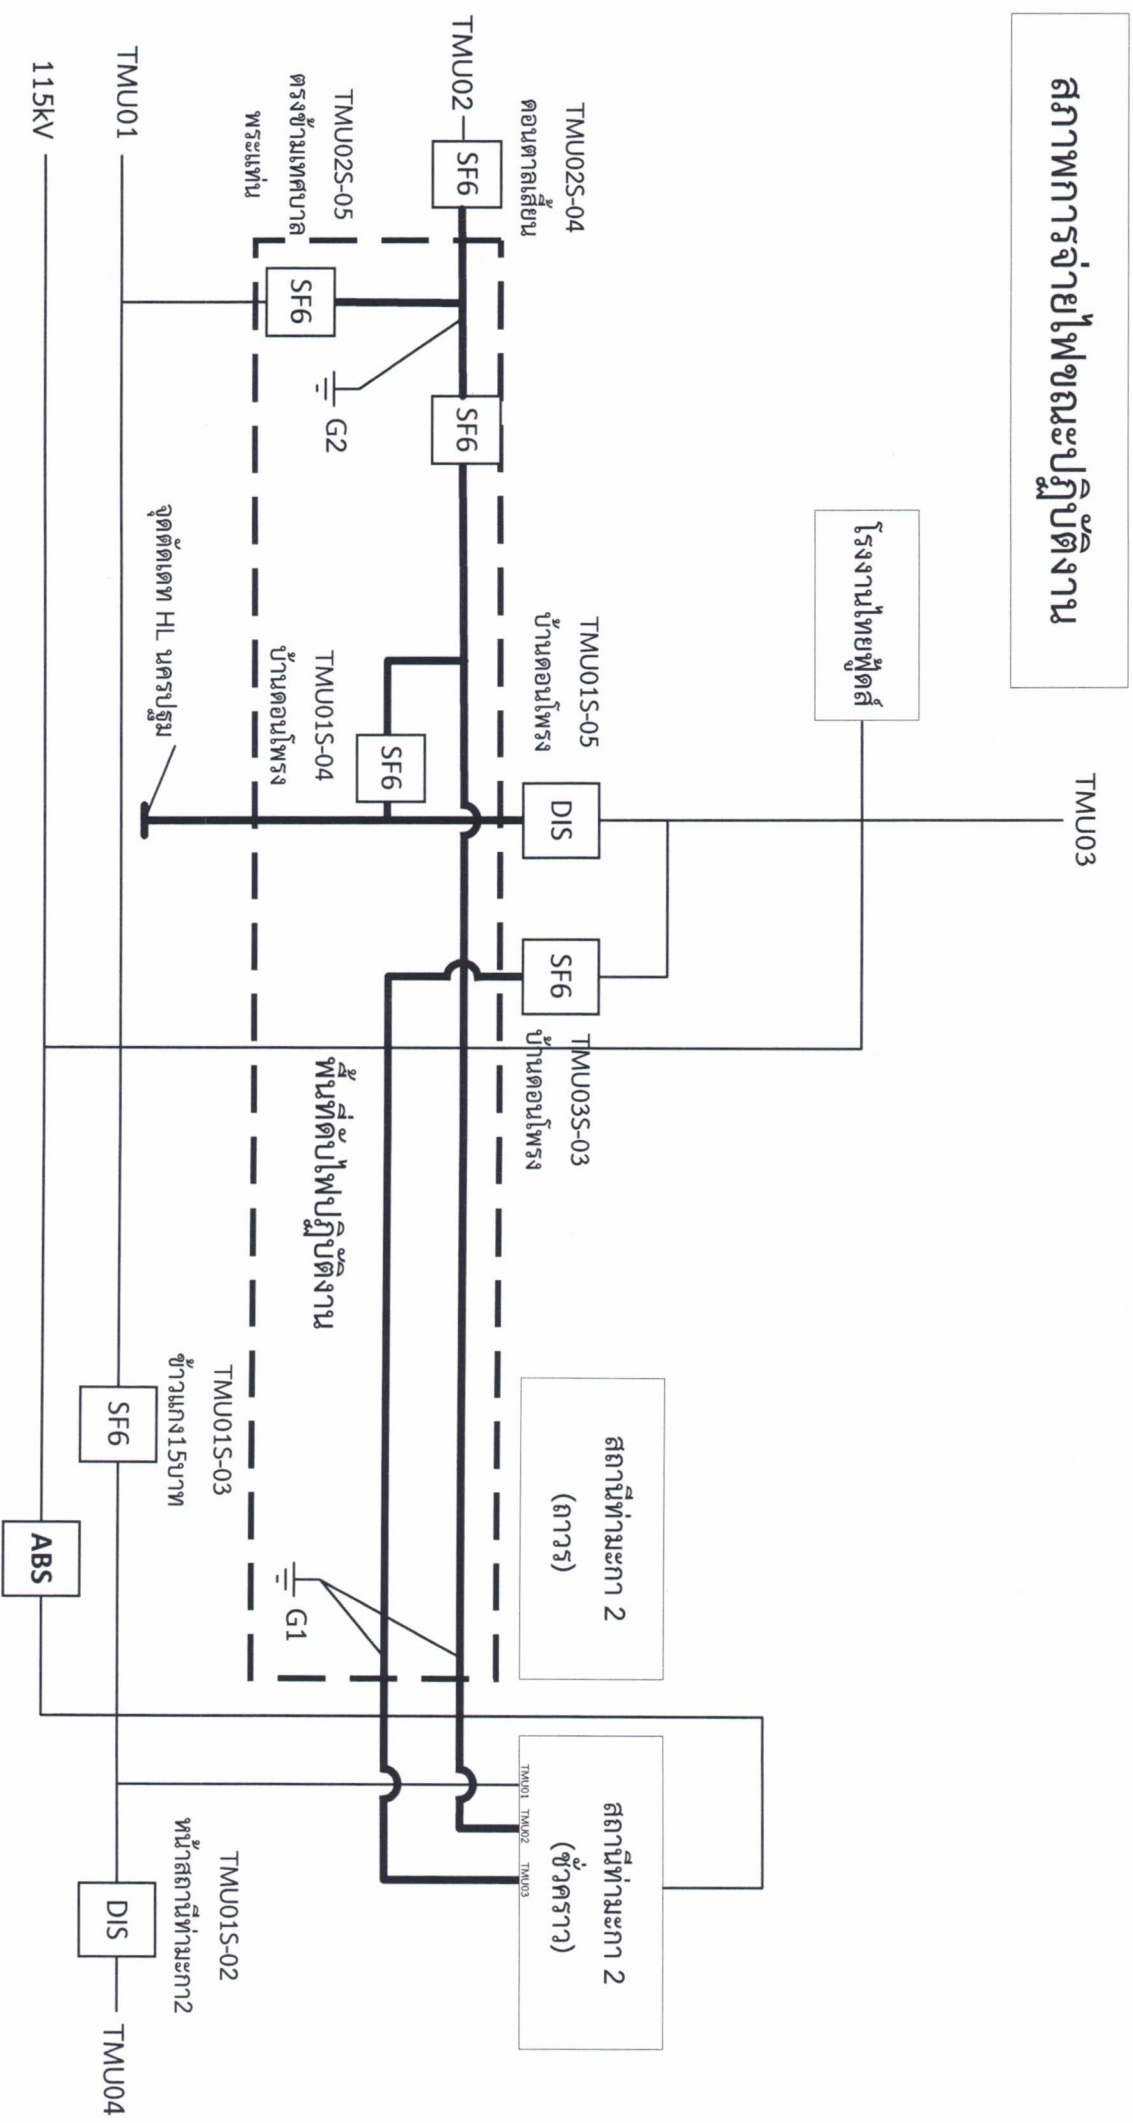 สภาพการจ่ายไฟขณะปฏิบัติงาน
โรงงานไทยฟู้ดส์
TMU03
TMU02S-04
ดอนตาลเสี้ยน
TMU02
SF6
TMU02S-05
ตรงข้ามเทศบาล
พระแท่น
SF6
G2
SF6
TMU01S-05
บ้านดอนโพรง
DIS
SF6
TMU03S-03
บ้านดอนโพรง
TMU01S-04
บ้านดอนโพรง
SF6
จุดตัดเดท HL นครปฐม
พื้นที่ดับไฟปฏิบัติงาน
G1
สถานีท่ามะกา 2
(ถาวร)
สถานีท่ามะกา 2
(ชั่วคราว)
TMU01 TMU02 TMU03
TMU01
115kV
TMU01S-03
ข้าวแกง15บาท
SF6
ABS
TMU01S-02
หน้าสถานีท่ามะกา2
DIS
TMU04